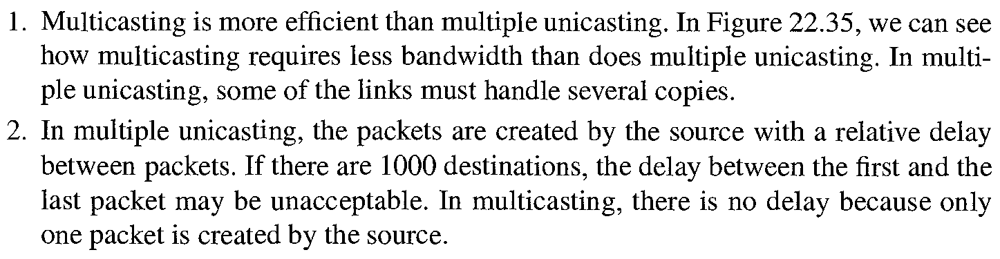 1. Multicasting is more efficient than multiple unicasting. In Figure 22.35, we can see
how multicasting requires less bandwidth than does multiple unicasting. In multi-
ple unicasting, some of the links must handle several copies.
2. In multiple unicasting, the packets are created by the source with a relative delay
between packets. If there are 1000 destinations, the delay between the first and the
last packet may be unacceptable. In multicasting, there is no delay because only
one packet is created by the source.